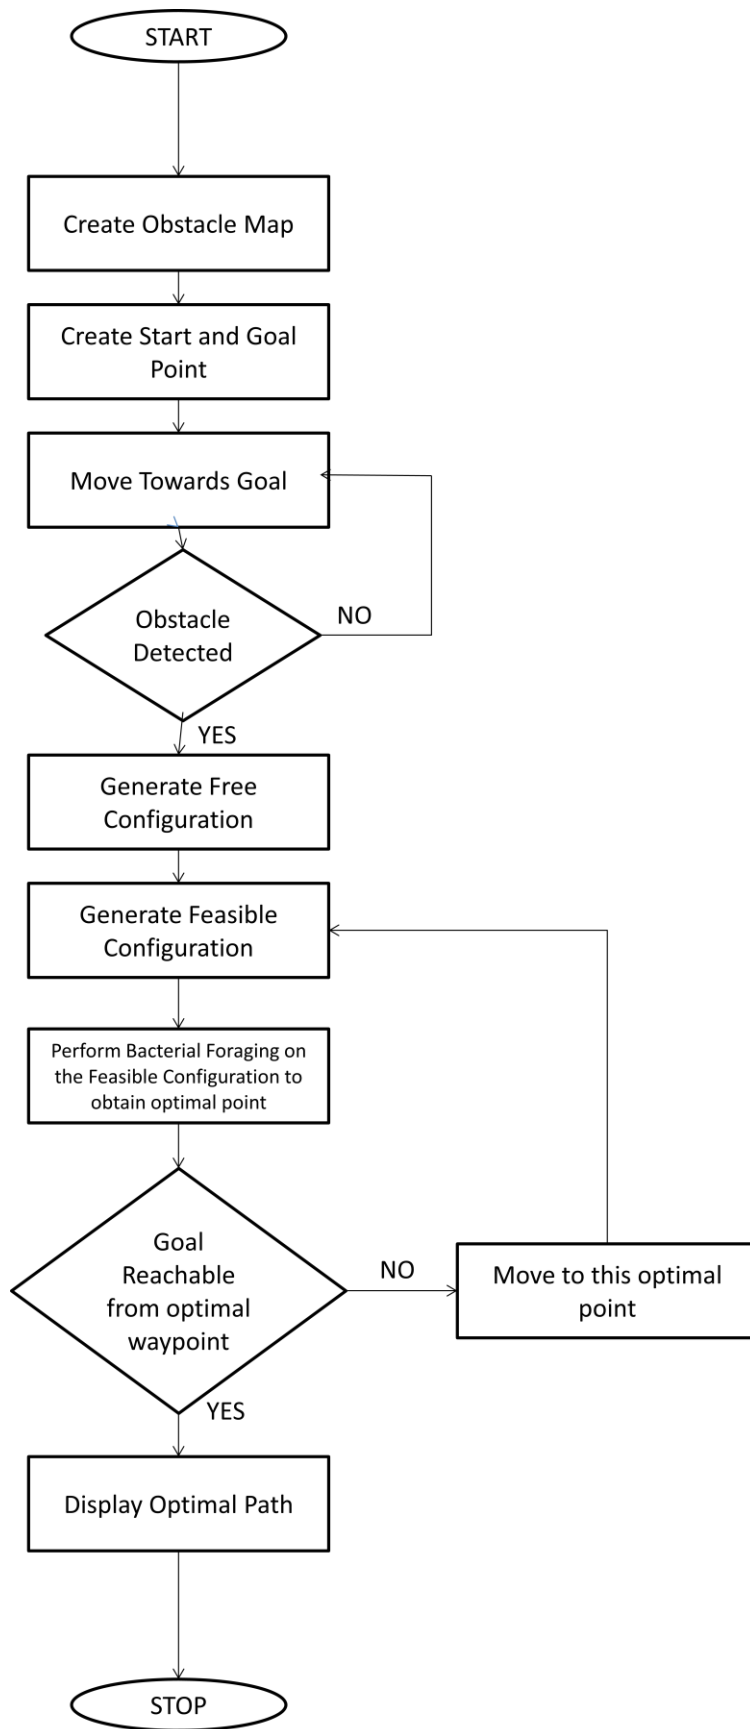 START
Create Obstacle Map
Create Start and Goal
Point
Move Towards Goal
Obstacle
Detected
NO
YES
Generate Free
Configuration
Generate Feasible
Configuration
Perform Bacterial Foraging on
the Feasible Configuration to
obtain optimal point
Goal
Reachable
from optimal
waypoint
NO
Move to this optimal
point
YES
Display Optimal Path
STOP